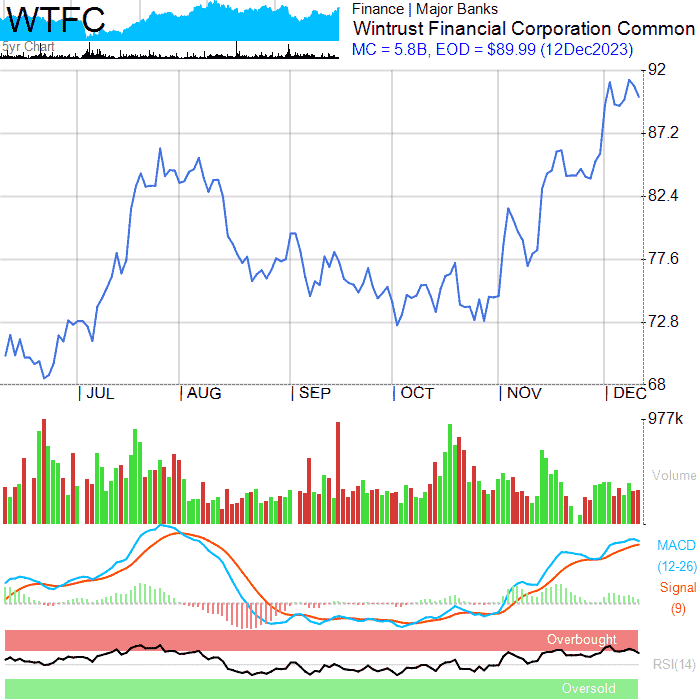 WTFC
5yr Chart
Finance | Major Banks
Wintrust Financial Corporation Common
MC = 5.8B, EOD = $89.99 (12Dec2023)
92
87.2
82.4
77.6
72.8
68
| JUL | AUG | SEP | OCT | NOV | DEC
977k
Volume
MACD
(12-26)
Signal
(9)
Overbought
RSI(14)
Oversold